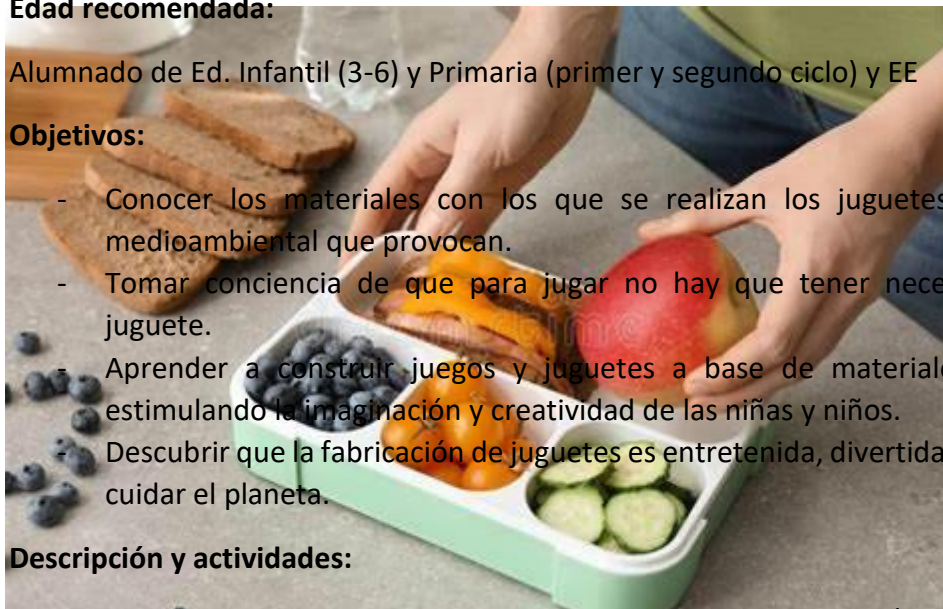 Edad recomendada:
Alumnado de Ed. Infantil (3-6) y Primaria (primer y segundo ciclo) y EE
Objetivos:
- Conocer los materiales con los que se realizan los juguetes
medioambiental que provocan.
- Tomar conciencia de que para jugar no hay que tener nece
juguete.
- Aprender a construir juegos y juguetes a base de material
estimulando la imaginación y creatividad de las niñas y niños.
- Descubrir que la fabricación de juguetes es entretenida, divertida
cuidar el planeta.
Descripción y actividades: